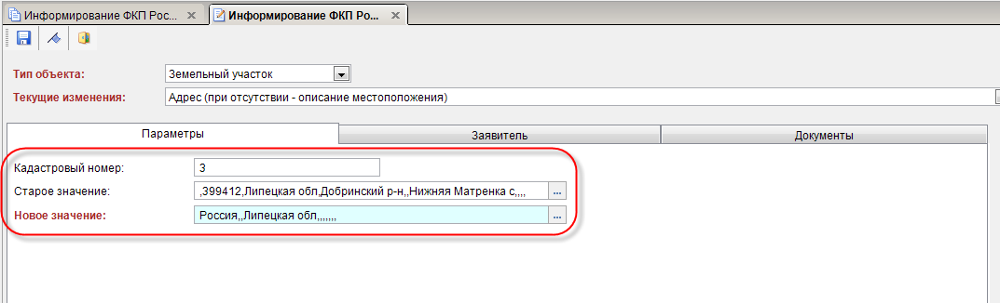 Информирование ФКП Рос... Информирование ФКП Ро...
Тип объекта: Земельный участок
Текущие изменения: Адрес (при отсутствии - описание местоположения)
Параметры Заявитель Документы
Кадастровый номер: 3
Старое значение: ,399412,Липецкая обл,Добринский р-н,,Нижняя Матренка с,,,, ...
Новое значение: Россия,,Липецкая обл,,,,,,, ...